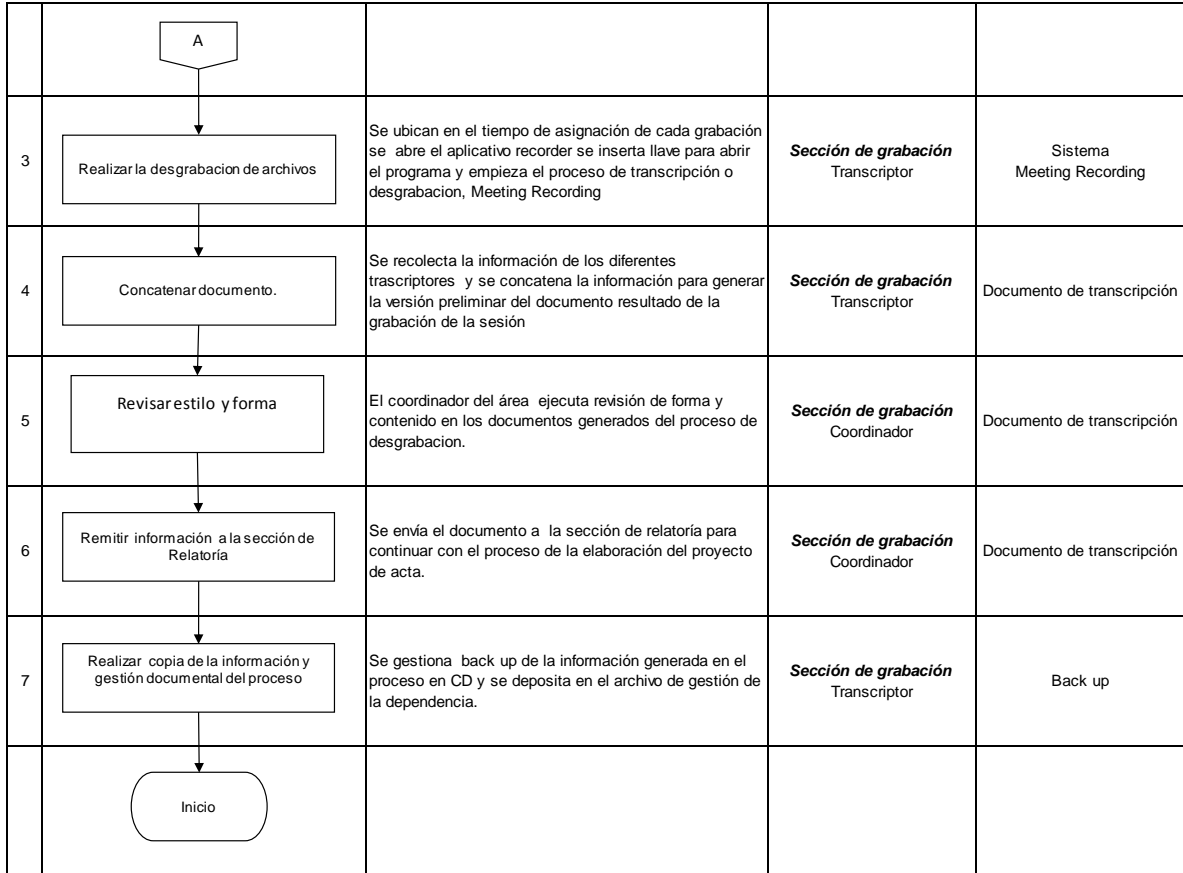 A
3
Realizar la desgrabacion de archivos
Se ubican en el tiempo de asignación de cada grabación
se abre el aplicativo recorder se inserta llave para abrir
el programa y empieza el proceso de transcripción o
desgrabacion, Meeting Recording
Sección de grabación
Transcriptor
Sistema
Meeting Recording
4
Concatenar documento.
Se recolecta la información de los diferentes
trascriptores y se concatena la información para generar
la versión preliminar del documento resultado de la
grabación de la sesión
Sección de grabación
Transcriptor
Documento de transcripción
5
Revisar estilo y forma
El coordinador del área ejecuta revisión de forma y
contenido en los documentos generados del proceso de
desgrabacion.
Sección de grabación
Coordinador
Documento de transcripción
6
Remitir información a la sección de
Relatoría
Se envía el documento a la sección de relatoría para
continuar con el proceso de la elaboración del proyecto
de acta.
Sección de grabación
Coordinador
Documento de transcripción
7
Realizar copia de la información y
gestión documental del proceso
Se gestiona back up de la información generada en el
proceso en CD y se deposita en el archivo de gestión de
la dependencia.
Sección de grabación
Transcriptor
Back up
Inicio